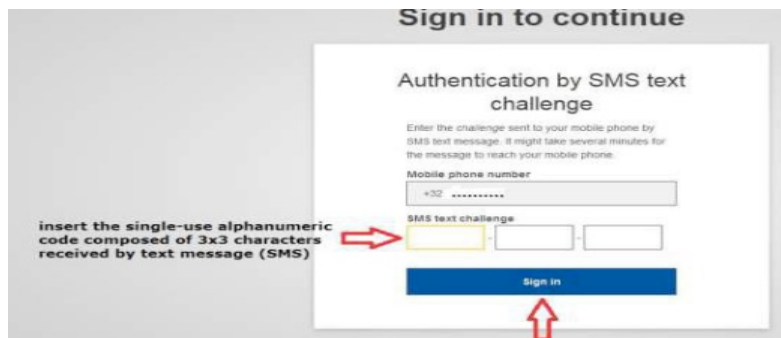 Sign in to continue
Authentication by SMS text
challenge
Enter the challenge sent to your mobile phone by
SMS text message. It might take several minutes for
the message to reach your mobile phone.
Mobile phone number
+32 ••••••••••
SMS text challenge
insert the single-use alphanumeric
code composed of 3x3 characters
received by text message (SMS)
- -
Sign in